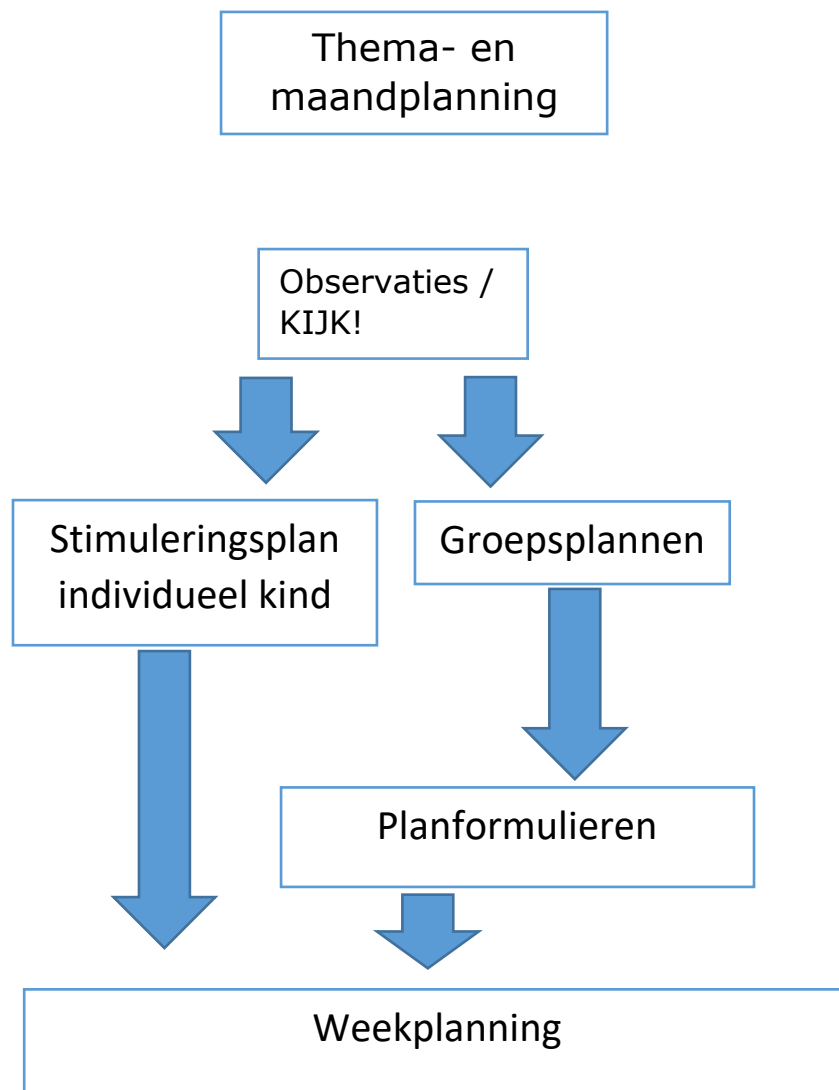 Thema- en
maandplanning
Observaties /
KIJK!
Stimuleringsplan
individueel kind
Groepsplannen
Planformulieren
Weekplanning